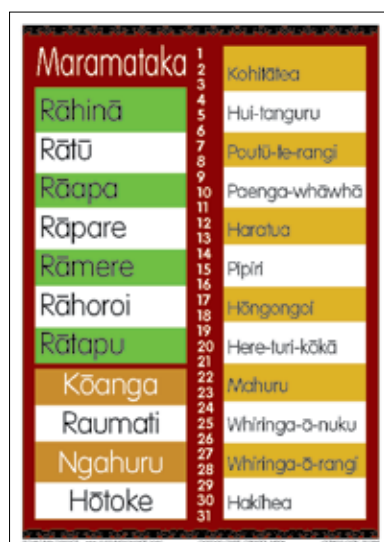 Maramataka
Rāhinā
Rātū
Rāapa
Rāpare
Rāmere
Rāhoroi
Rātapu
Kōanga
Raumati
Ngahuru
Hōtoke
1
2
3
4
5
6
7
8
9
10
11
12
13
14
15
16
17
18
19
20
21
22
23
24
25
26
27
28
29
30
31
Kohitātea
Hui-tanguru
Poutū-te-rangi
Paenga-whāwhā
Haratua
Pipiri
Hōngongoi
Here-turi-kōkā
Mahuru
Whiringa-ā-nuku
Whiringa-ā-rangi
Hakihea